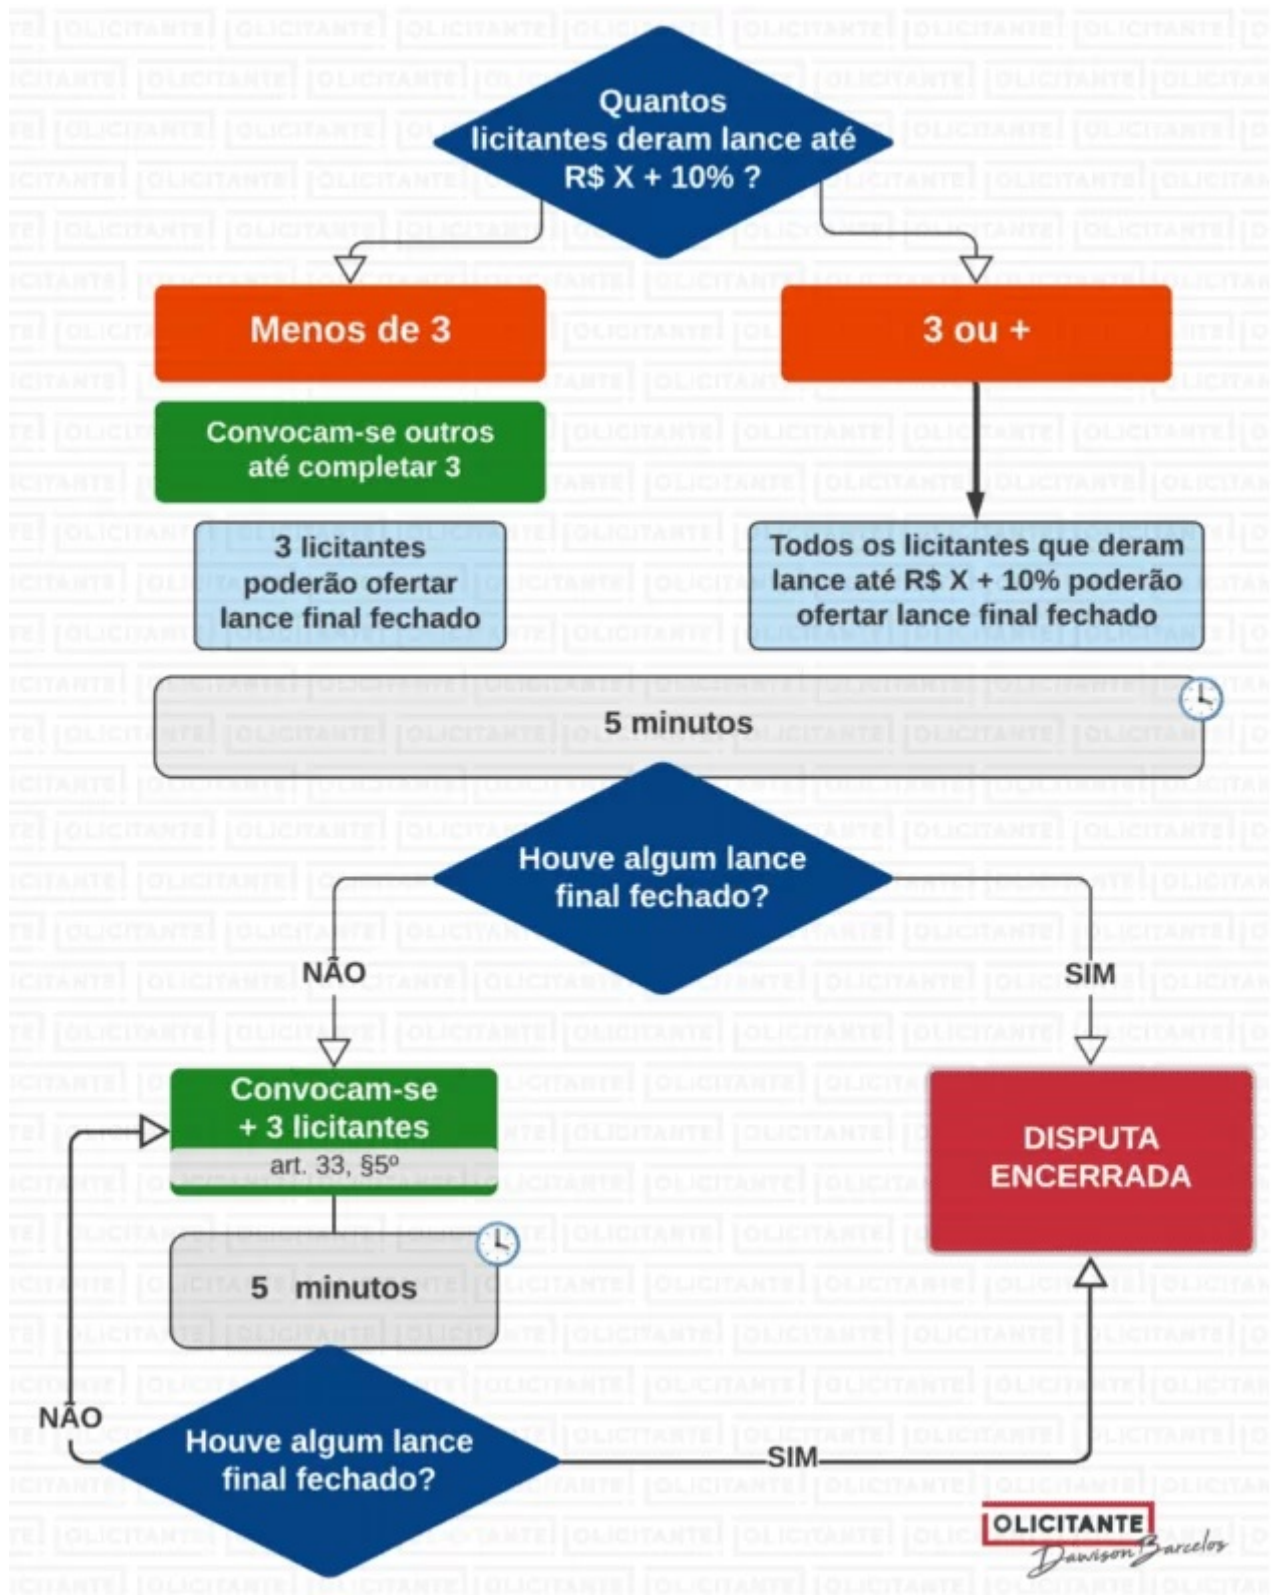 Quantos
licitantes deram lance até
R$ X + 10% ?
Menos de 3
3 ou +
Convocam-se outros
até completar 3
3 licitantes
poderão ofertar
lance final fechado
Todos os licitantes que deram
lance até R$ X + 10% poderão
ofertar lance final fechado
5 minutos
Houve algum lance
final fechado?
NÃO
SIM
Convocam-se
+ 3 licitantes
art. 33, §5º
DISPUTA
ENCERRADA
5 minutos
NÃO
Houve algum lance
final fechado?
SIM
OLICITANTE
Dawison Barcelos